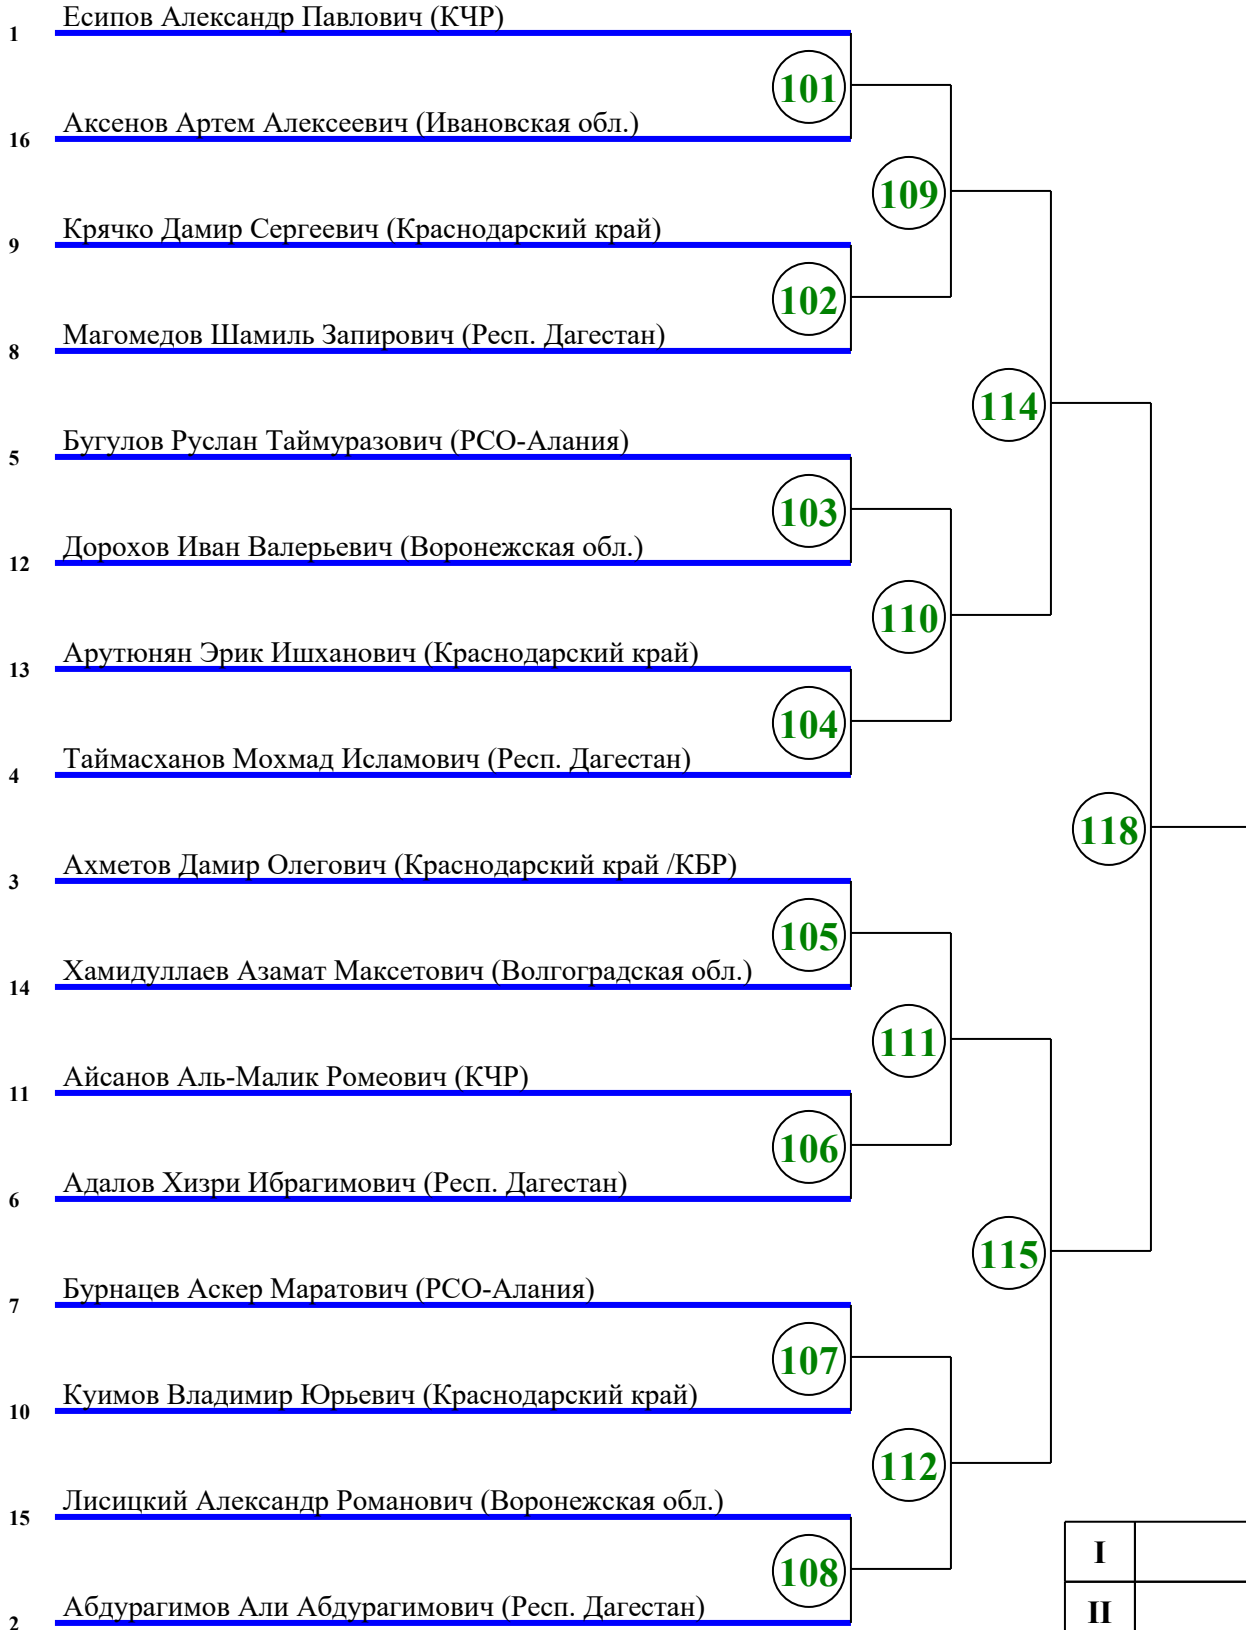 Есипов Александр Павлович (КЧР)
1
101
Аксенов Артем Алексеевич (Ивановская обл.)
16
109
Крячко Дамир Сергеевич (Краснодарский край)
9
102
Магомедов Шамиль Запирович (Респ. Дагестан)
8
114
Бугулов Руслан Таймуразович (РСО-Алания)
5
103
Дорохов Иван Валерьевич (Воронежская обл.)
12
110
Арутюнян Эрик Ишханович (Краснодарский край)
13
104
Таймасханов Мохмад Исламович (Респ. Дагестан)
4
118
Ахметов Дамир Олегович (Краснодарский край /КБР)
3
105
Хамидуллаев Азамат Максетович (Волгоградская обл.)
14
111
Айсанов Аль-Малик Ромеович (КЧР)
11
106
Адалов Хизри Ибрагимович (Респ. Дагестан)
6
115
Бурнацев Аскер Маратович (РСО-Алания)
7
107
Куимов Владимир Юрьевич (Краснодарский край)
10
112
Лисицкий Александр Романович (Воронежская обл.)
15
I
108
Абдурагимов Али Абдурагимович (Респ. Дагестан)
2
II